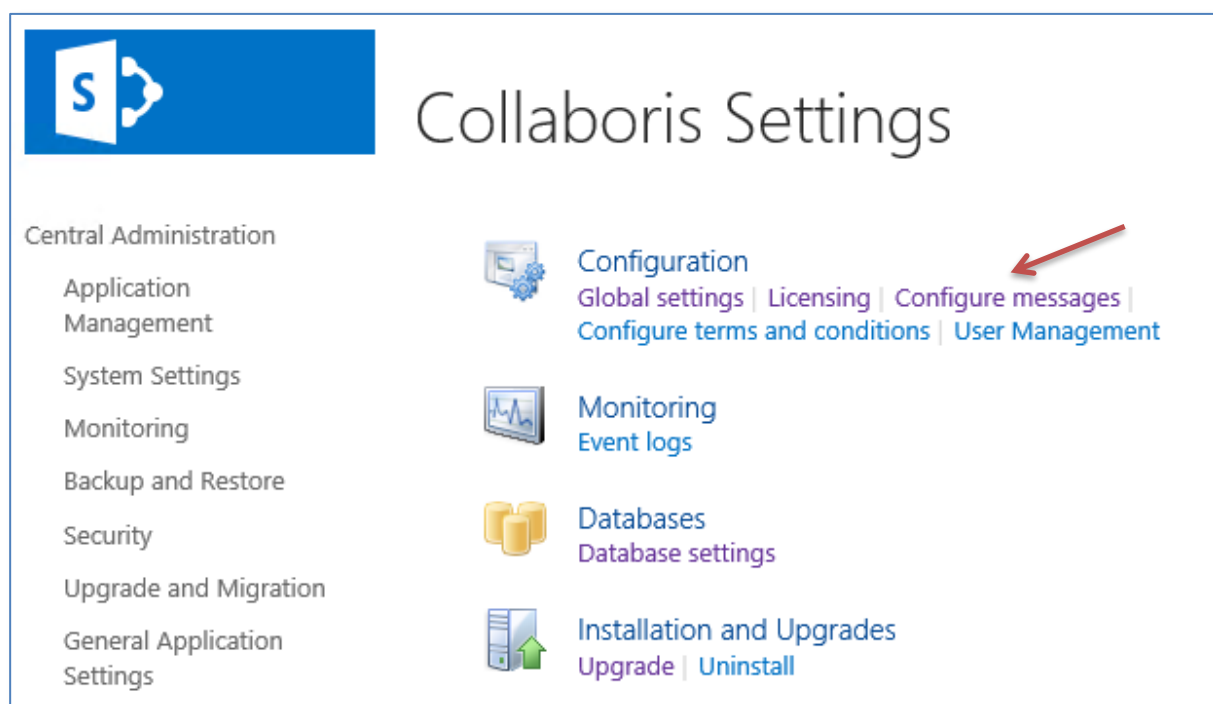 S
Collaboris Settings
Central Administration
Application
Management
System Settings
Monitoring
Backup and Restore
Security
Upgrade and Migration
General Application
Settings
Configuration
Global settings | Licensing | Configure messages |
Configure terms and conditions | User Management
Monitoring
Event logs
Databases
Database settings
Installation and Upgrades
Upgrade | Uninstall